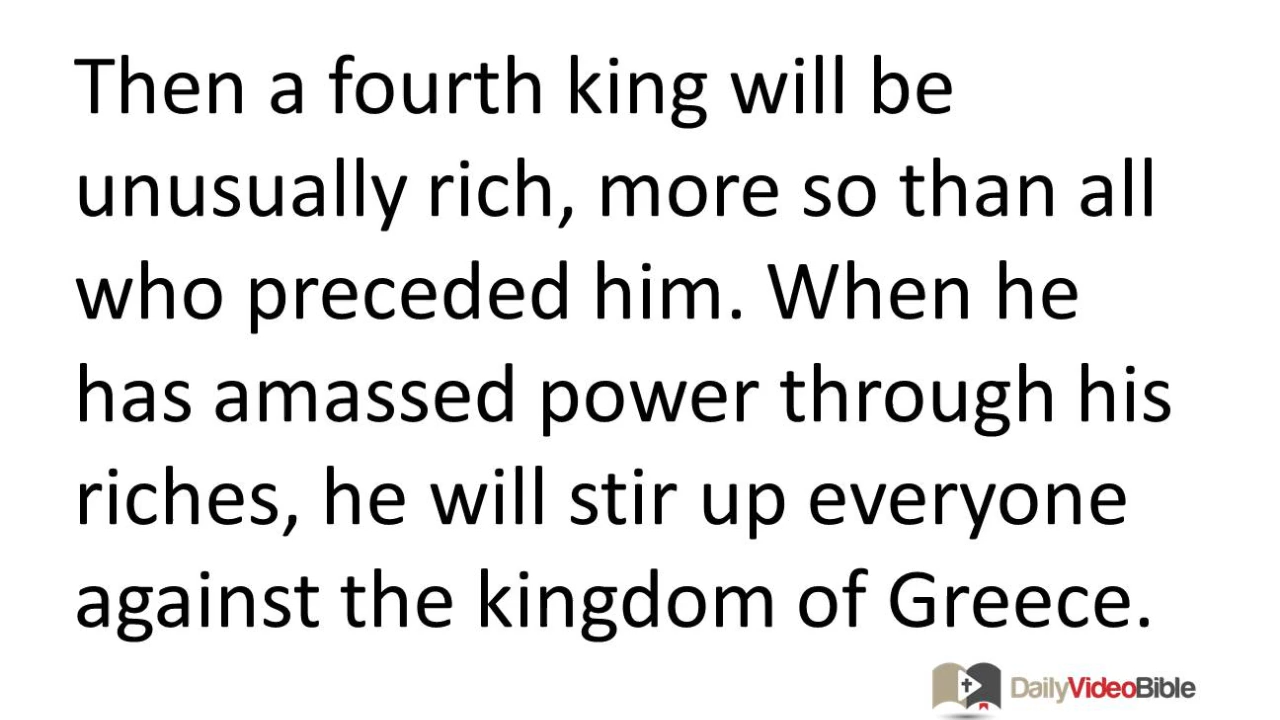 Then a fourth king will be
unusually rich, more so than all
who preceded him. When he
has amassed power through his
riches, he will stir up everyone
against the kingdom of Greece.
DailyVideoBible